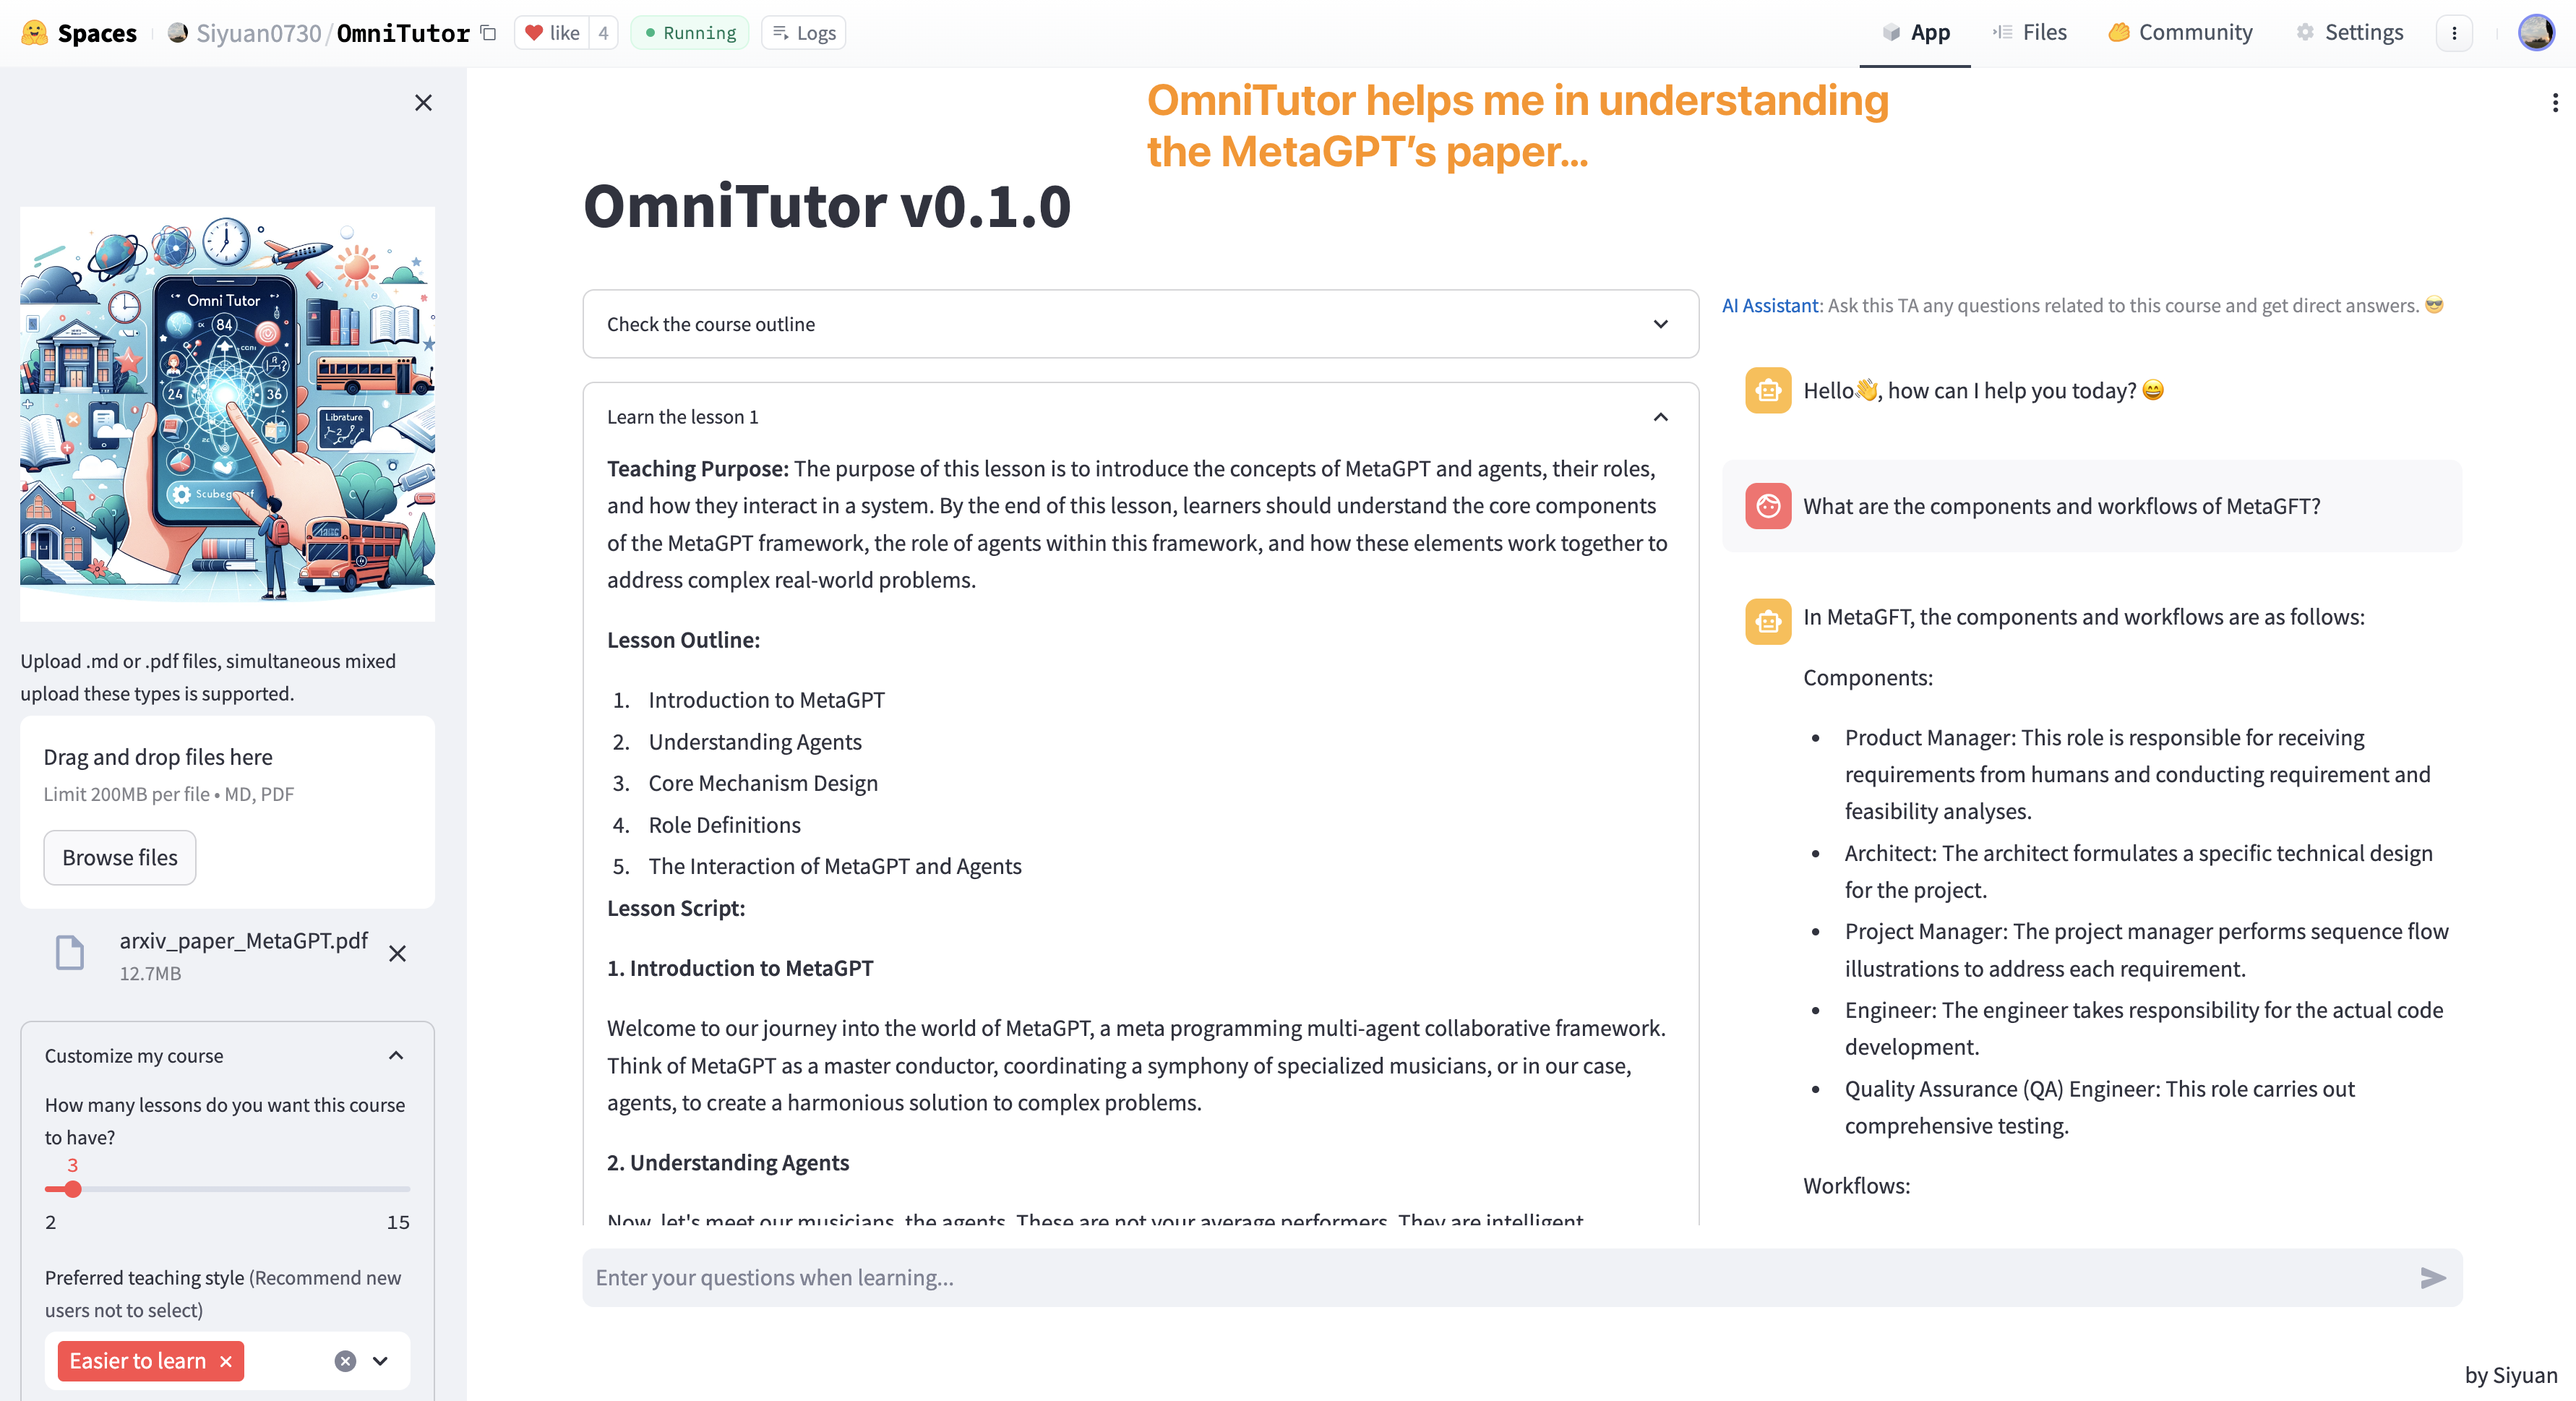 Spaces
Siyuan0730/OmniTutor
like 4
Running
Logs
App
Files
Community
Settings
Omni Tutor
84
24
36
Librature
Upload .md or .pdf files, simultaneous mixed
upload these types is supported.
Drag and drop files here
Limit 200MB per file • MD, PDF
Browse files
arxiv_paper_MetaGPT.pdf
12.7MB
Customize my course
How many lessons do you want this course
to have?
3
2 15
Preferred teaching style (Recommend new
users not to select)
Easier to learn
OmniTutor helps me in understanding
the MetaGPT’s paper...
OmniTutor v0.1.0
Check the course outline
Learn the lesson 1
Teaching Purpose: The purpose of this lesson is to introduce the concepts of MetaGPT and agents, their roles,
and how they interact in a system. By the end of this lesson, learners should understand the core components
of the MetaGPT framework, the role of agents within this framework, and how these elements work together to
address complex real-world problems.
Lesson Outline:
1. Introduction to MetaGPT
2. Understanding Agents
3. Core Mechanism Design
4. Role Definitions
5. The Interaction of MetaGPT and Agents
Lesson Script:
1. Introduction to MetaGPT
Welcome to our journey into the world of MetaGPT, a meta programming multi-agent collaborative framework.
Think of MetaGPT as a master conductor, coordinating a symphony of specialized musicians, or in our case,
agents, to create a harmonious solution to complex problems.
2. Understanding Agents
Now, let's meet our musicians, the agents. These are not your average performers. They are intelligent
AI Assistant: Ask this TA any questions related to this course and get direct answers. 😎
Hello👋, how can I help you today? 😄
What are the components and workflows of MetaGFT?
In MetaGFT, the components and workflows are as follows:
Components:
• Product Manager: This role is responsible for receiving
requirements from humans and conducting requirement and
feasibility analyses.
• Architect: The architect formulates a specific technical design
for the project.
• Project Manager: The project manager performs sequence flow
illustrations to address each requirement.
• Engineer: The engineer takes responsibility for the actual code
development.
• Quality Assurance (QA) Engineer: This role carries out
comprehensive testing.
Workflows:
Enter your questions when learning...
by Siyuan